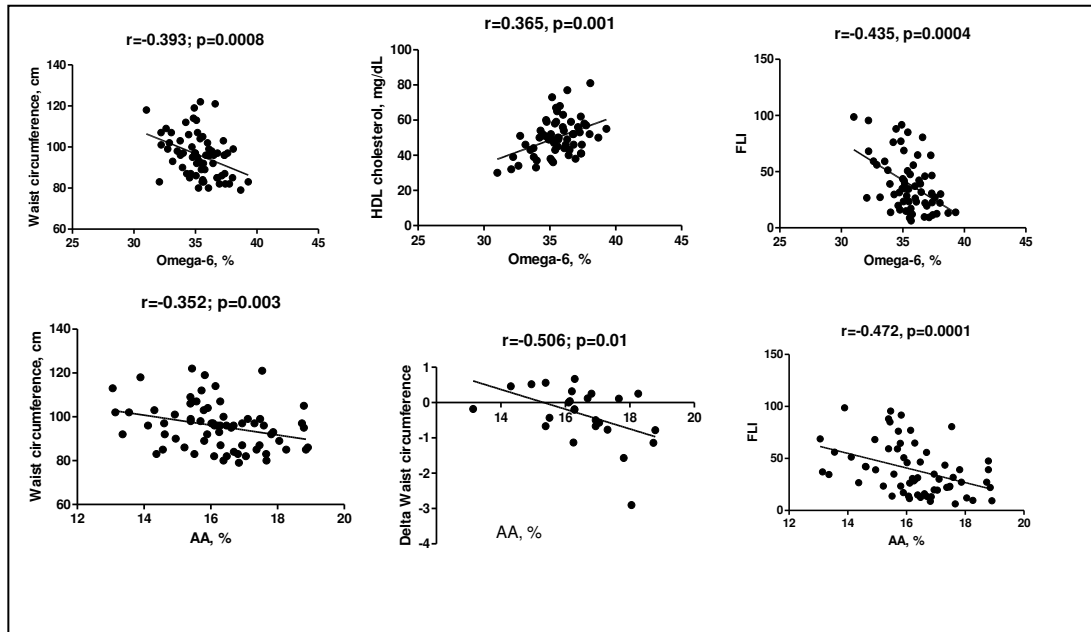 r=-0.393; p=0.0008
Waist circumference, cm
140
120
100
80
60
25 30 35 40 45
Omega-6, %
r=0.365, p=0.001
HDL cholesterol, mg/dL
100
80
60
40
20
0
25 30 35 40 45
Omega-6, %
r=-0.435, p=0.0004
FLI
150
100
50
0
25 30 35 40 45
Omega-6, %
r=-0.352; p=0.003
Waist circumference, cm
140
120
100
80
60
12 14 16 18 20
AA, %
r=-0.506; p=0.01
Delta Waist circumference
1
0
-1
-2
-3
-4
12 14 16 18 20
AA, %
r=-0.472, p=0.0001
FLI
150
100
50
0
12 14 16 18 20
AA, %